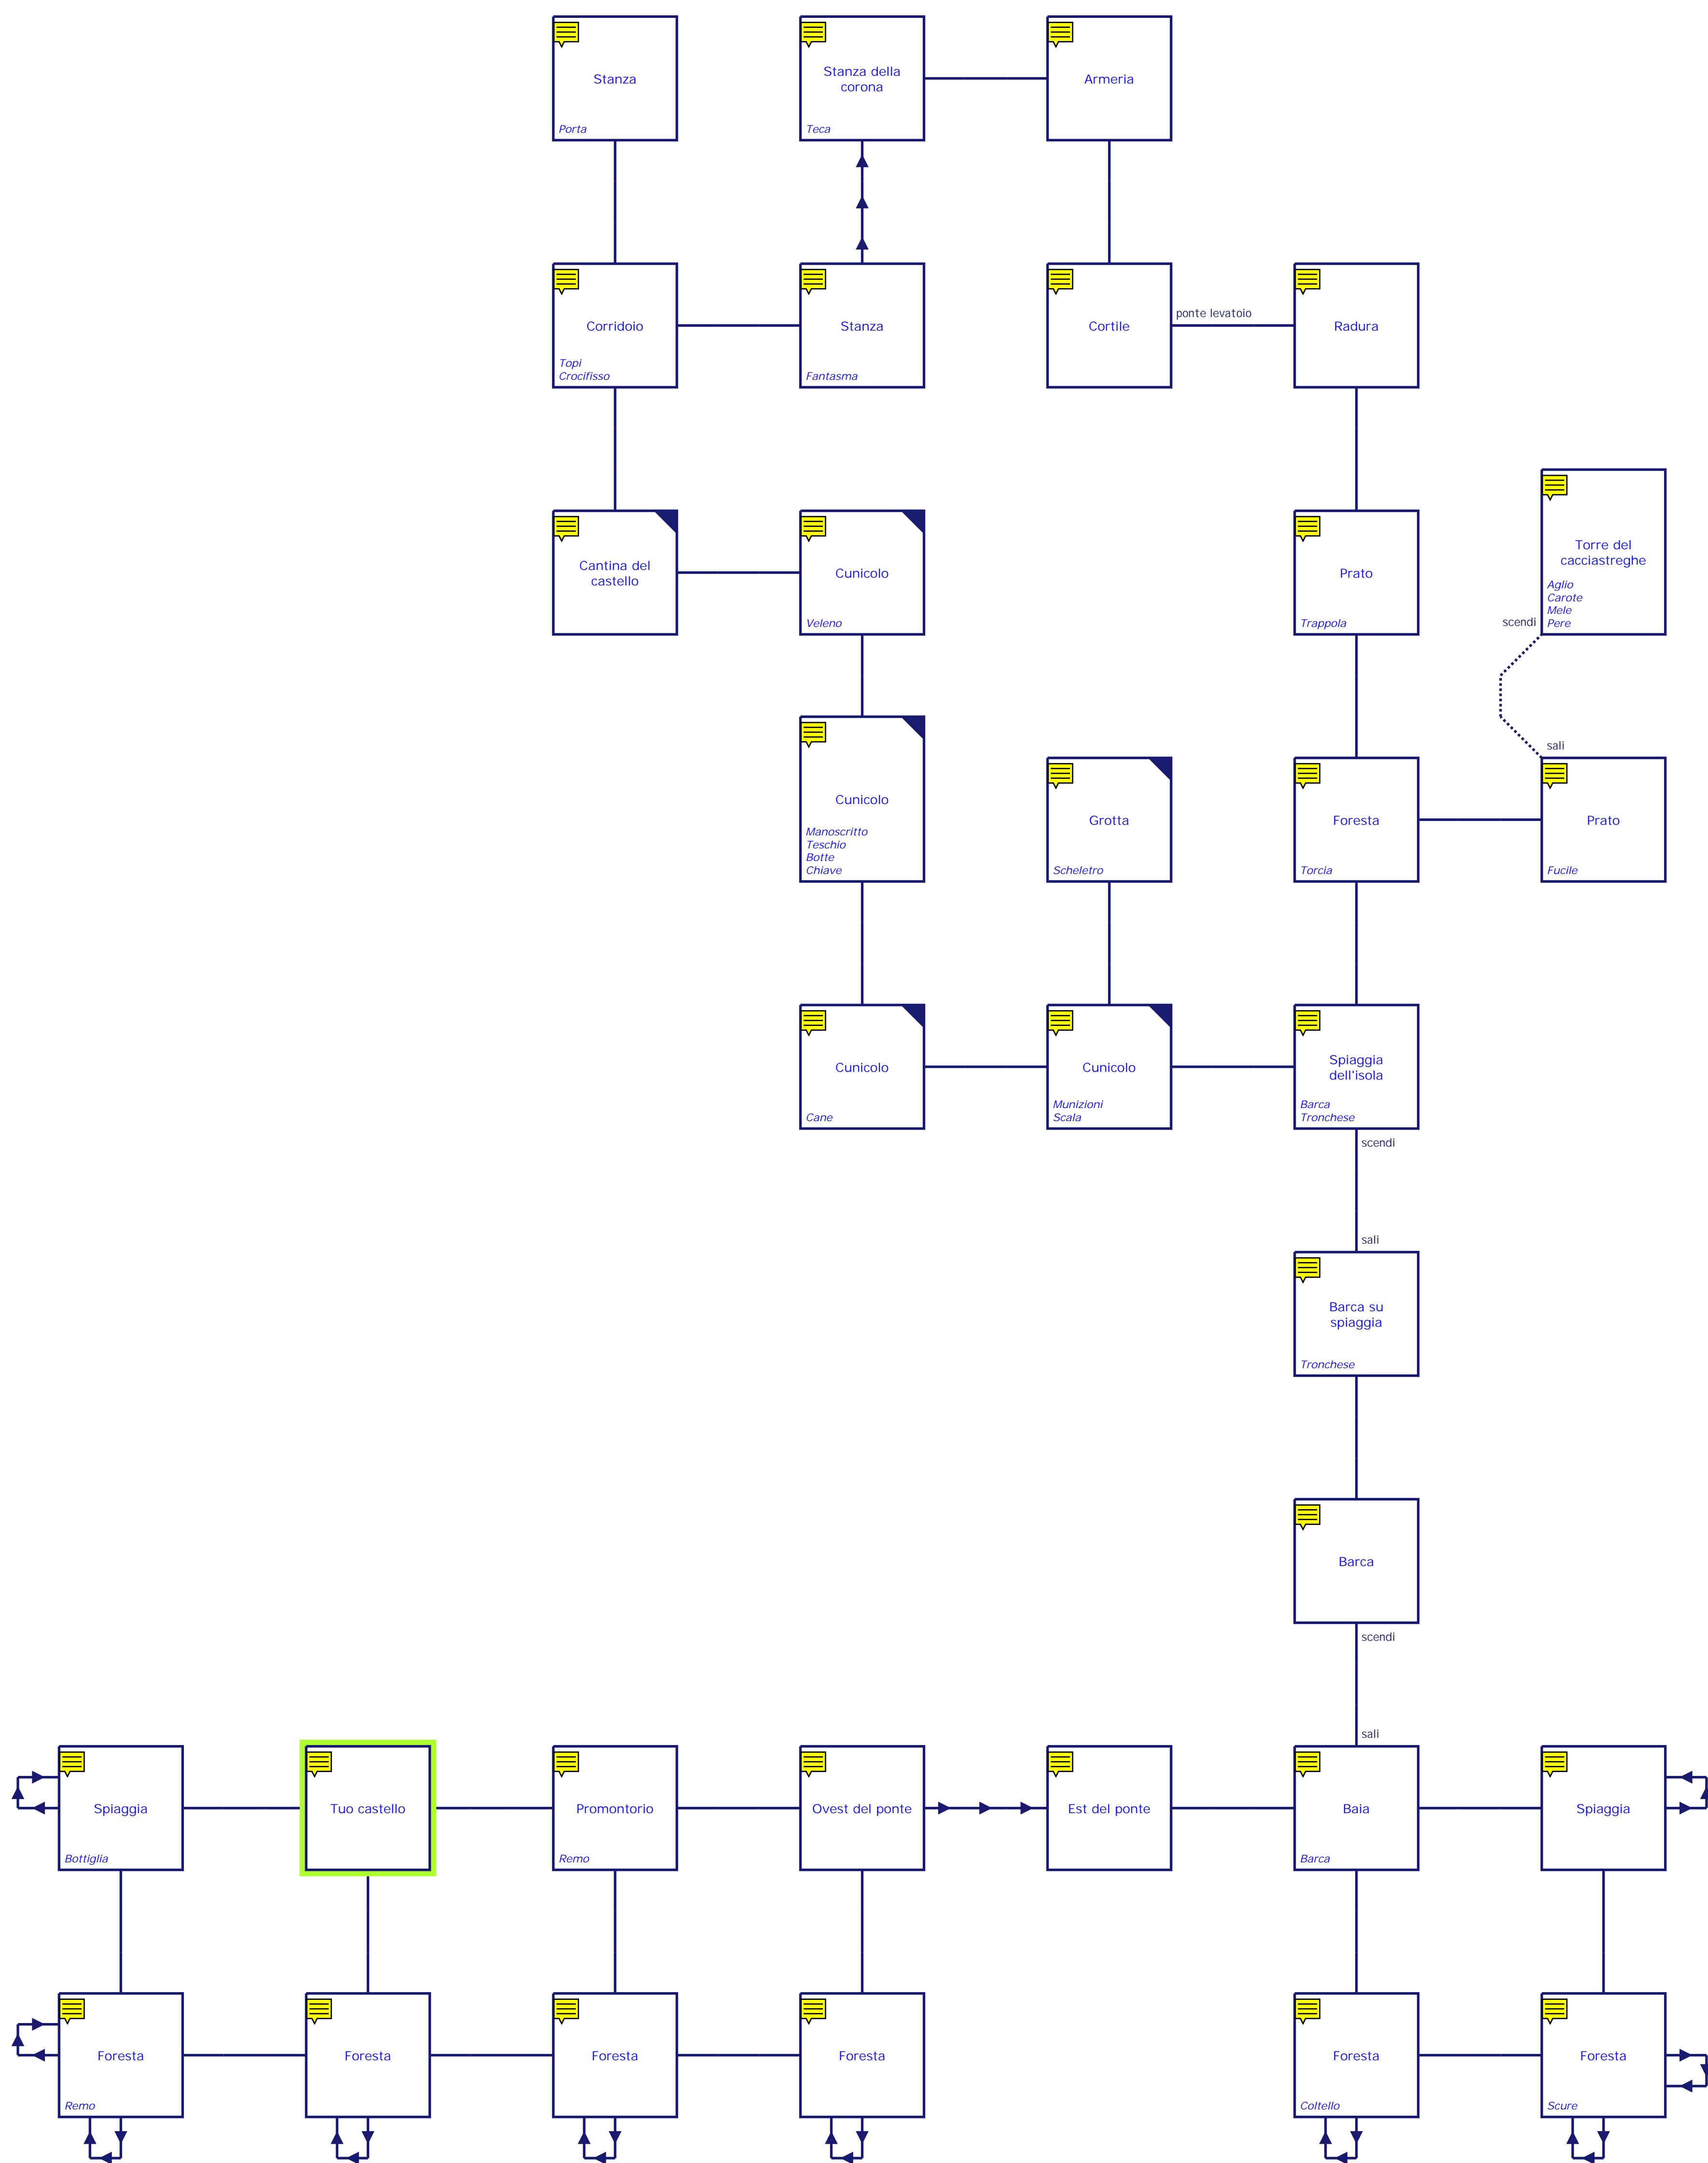 Stanza
Porta
Stanza della
corona
Teca
Armeria
Corridoio
Topi
Crocifisso
Stanza
Fantasma
Cortile
ponte levatoio
Radura
Cantina del
castello
Cunicolo
Veleno
Prato
Trappola
Torre del
cacciastreghe
Aglio
Carote
Mele
Pere
scendi
sali
Cunicolo
Manoscritto
Teschio
Botte
Chiave
Grotta
Scheletro
Foresta
Torcia
Prato
Fucile
Cunicolo
Cane
Cunicolo
Munizioni
Scala
Spiaggia
dell'isola
Barca
Tronchese
scendi
sali
Barca su
spiaggia
Tronchese
Barca
scendi
sali
Spiaggia
Bottiglia
Tuo castello
Promontorio
Remo
Ovest del ponte
Est del ponte
Baia
Barca
Spiaggia
Foresta
Remo
Foresta
Foresta
Foresta
Foresta
Coltello
Foresta
Scure